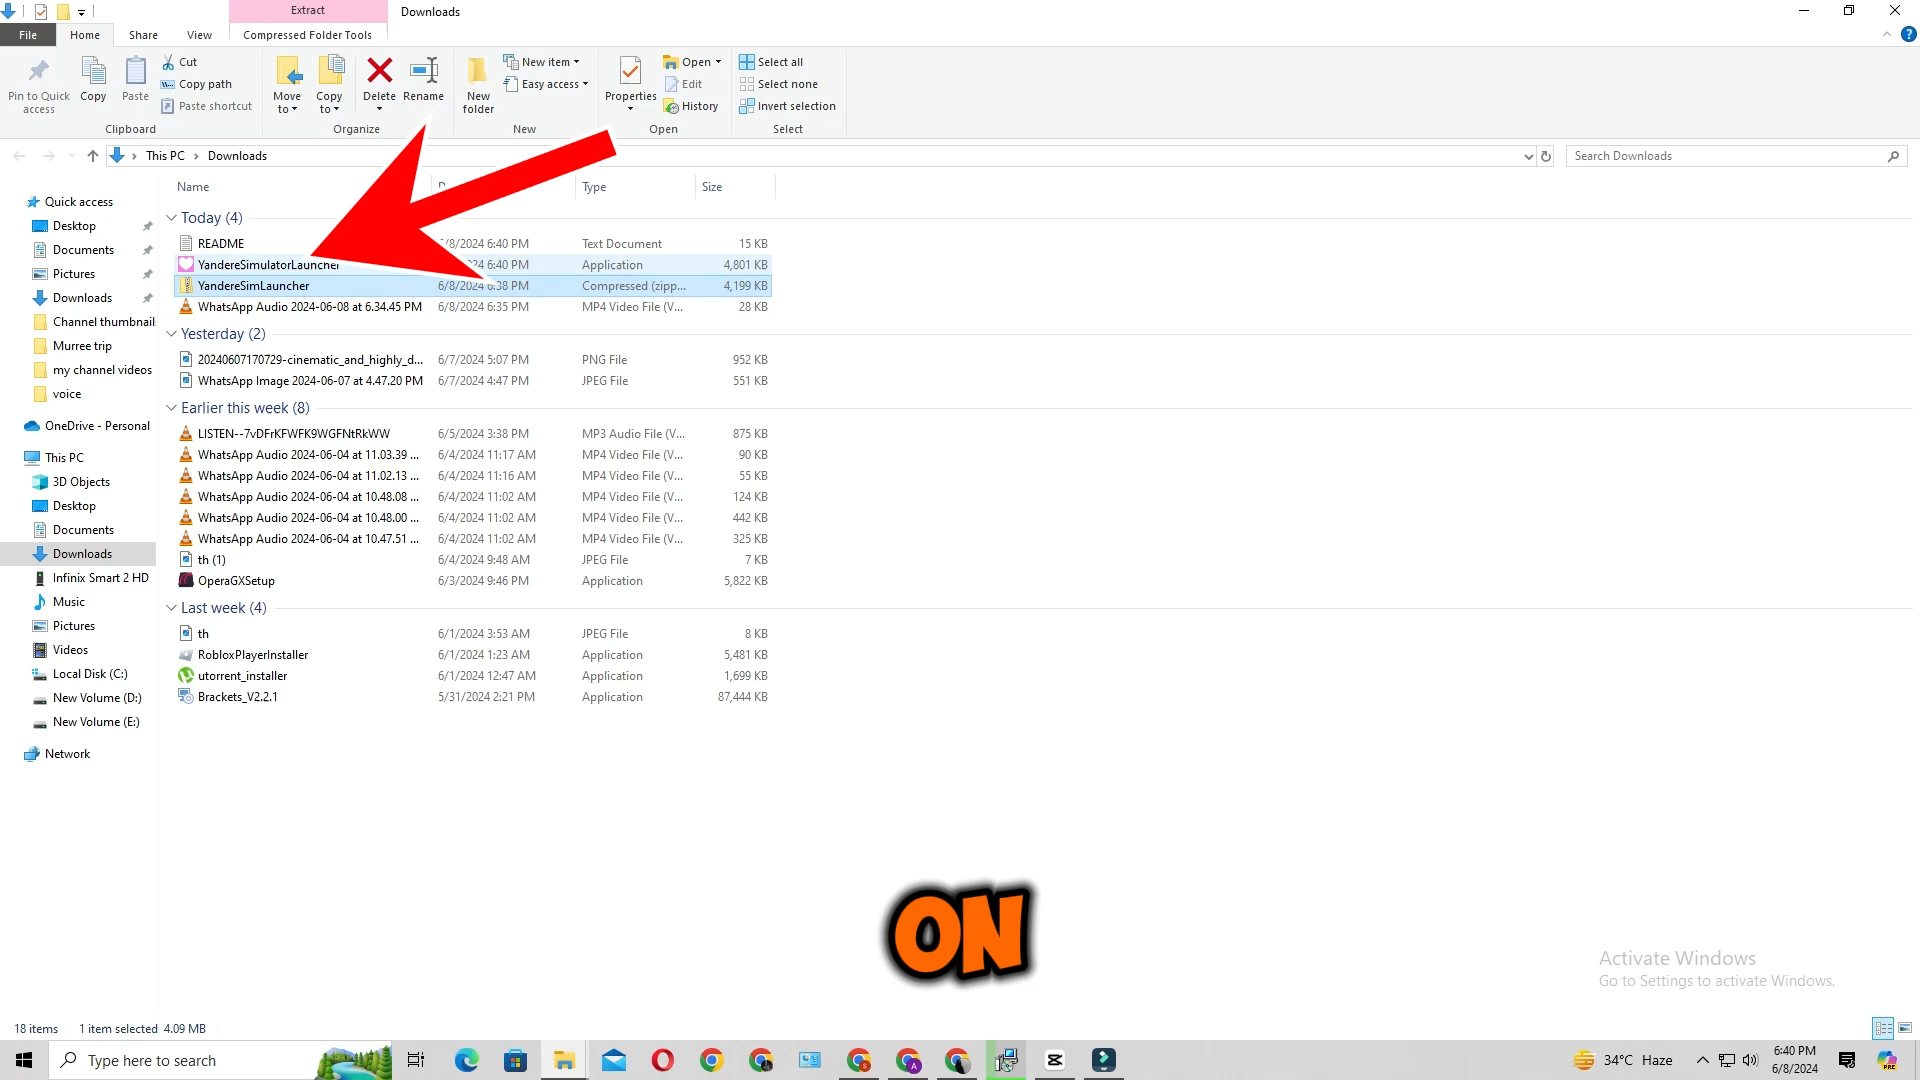 Extract
Downloads
File
Home
Share
View
Compressed Folder Tools
Pin to Quick access
Copy
Paste
Cut
Copy path
Paste shortcut
Clipboard
Move to
Copy to
Delete
Rename
Organize
New folder
New item
Easy access
New
Properties
Open
Edit
History
Open
Select all
Select none
Invert selection
Select
This PC > Downloads
Search Downloads
Name
Type
Size
Today (4)
README /8/2024 6:40 PM Text Document 15 KB
YandereSimulatorLauncher 24 6:40 PM Application 4,801 KB
YandereSimLauncher 6/8/2024 6:38 PM Compressed (zipp... 4,199 KB
WhatsApp Audio 2024-06-08 at 6.34.45 PM 6/8/2024 6:35 PM MP4 Video File (V... 28 KB
Yesterday (2)
20240607170729-cinematic_and_highly_d... 6/7/2024 5:07 PM PNG File 952 KB
WhatsApp Image 2024-06-07 at 4.47.20 PM 6/7/2024 4:47 PM JPEG File 551 KB
Earlier this week (8)
LISTEN--7vDFrKFWFK9WGFNtRkWW 6/5/2024 3:38 PM MP3 Audio File (V... 875 KB
WhatsApp Audio 2024-06-04 at 11.03.39 ... 6/4/2024 11:17 AM MP4 Video File (V... 90 KB
WhatsApp Audio 2024-06-04 at 11.02.13 ... 6/4/2024 11:16 AM MP4 Video File (V... 55 KB
WhatsApp Audio 2024-06-04 at 10.48.08 ... 6/4/2024 11:02 AM MP4 Video File (V... 124 KB
WhatsApp Audio 2024-06-04 at 10.48.00 ... 6/4/2024 11:02 AM MP4 Video File (V... 442 KB
WhatsApp Audio 2024-06-04 at 10.47.51 ... 6/4/2024 11:02 AM MP4 Video File (V... 325 KB
th (1) 6/4/2024 9:48 AM JPEG File 7 KB
OperaGXSetup 6/3/2024 9:46 PM Application 5,822 KB
Last week (4)
th 6/1/2024 3:53 AM JPEG File 8 KB
RobloxPlayerInstaller 6/1/2024 1:23 AM Application 5,481 KB
utorrent_installer 6/1/2024 12:47 AM Application 1,699 KB
Brackets_V2.2.1 5/31/2024 2:21 PM Application 87,444 KB
Quick access
Desktop
Documents
Pictures
Downloads
Channel thumbnail
Murree trip
my channel videos
voice
OneDrive - Personal
This PC
3D Objects
Desktop
Documents
Downloads
Infinix Smart 2 HD
Music
Pictures
Videos
Local Disk (C:)
New Volume (D:)
New Volume (E:)
Network
ON
Activate Windows
Go to Settings to activate Windows.
18 items 1 item selected 4.09 MB
Type here to search
34°C Haze
6:40 PM
6/8/2024